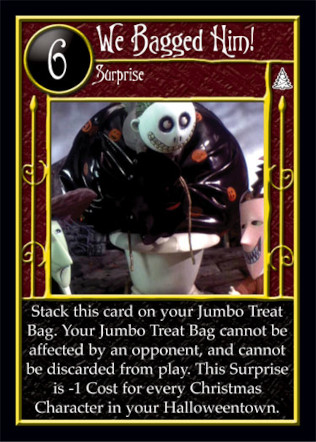 6
We Bagged Him!
Surprise
Stack this card on your Jumbo Treat
Bag. Your Jumbo Treat Bag cannot be
affected by an opponent, and cannot
be discarded from play. This Surprise
is -1 Cost for every Christmas
Character in your Halloweentown.